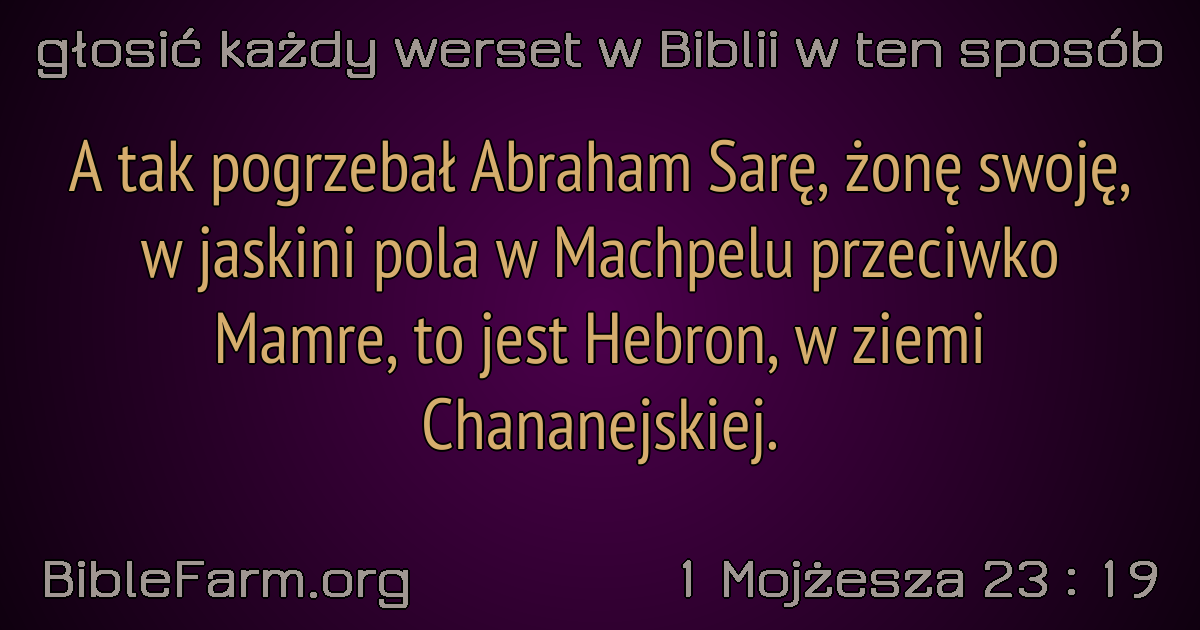 głosić każdy werset w Biblii w ten sposób
A tak pogrzebał Abraham Sarę, żonę swoję,
w jaskini pola w Machpelu przeciwko
Mamre, to jest Hebron, w ziemi
Chananejskiej.
BibleFarm.org
1 Mojżesza 23 : 19